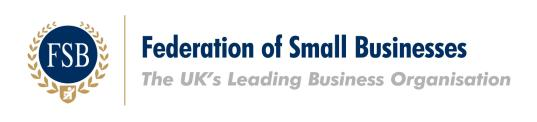 FSB
Federation of Small Businesses
The UK's Leading Business Organisation